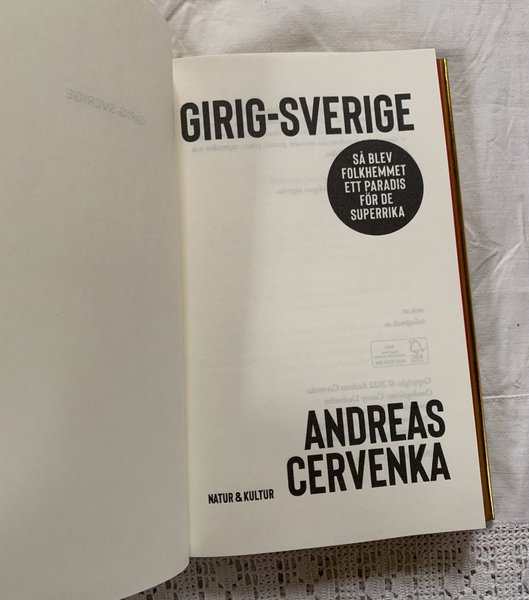 GIRIG-SVERIGE
SÅ BLEV
FOLKHEMMET
ETT PARADIS
FÖR DE
SUPERRIKA
ANDREAS
CERVENKA
NATUR & KULTUR